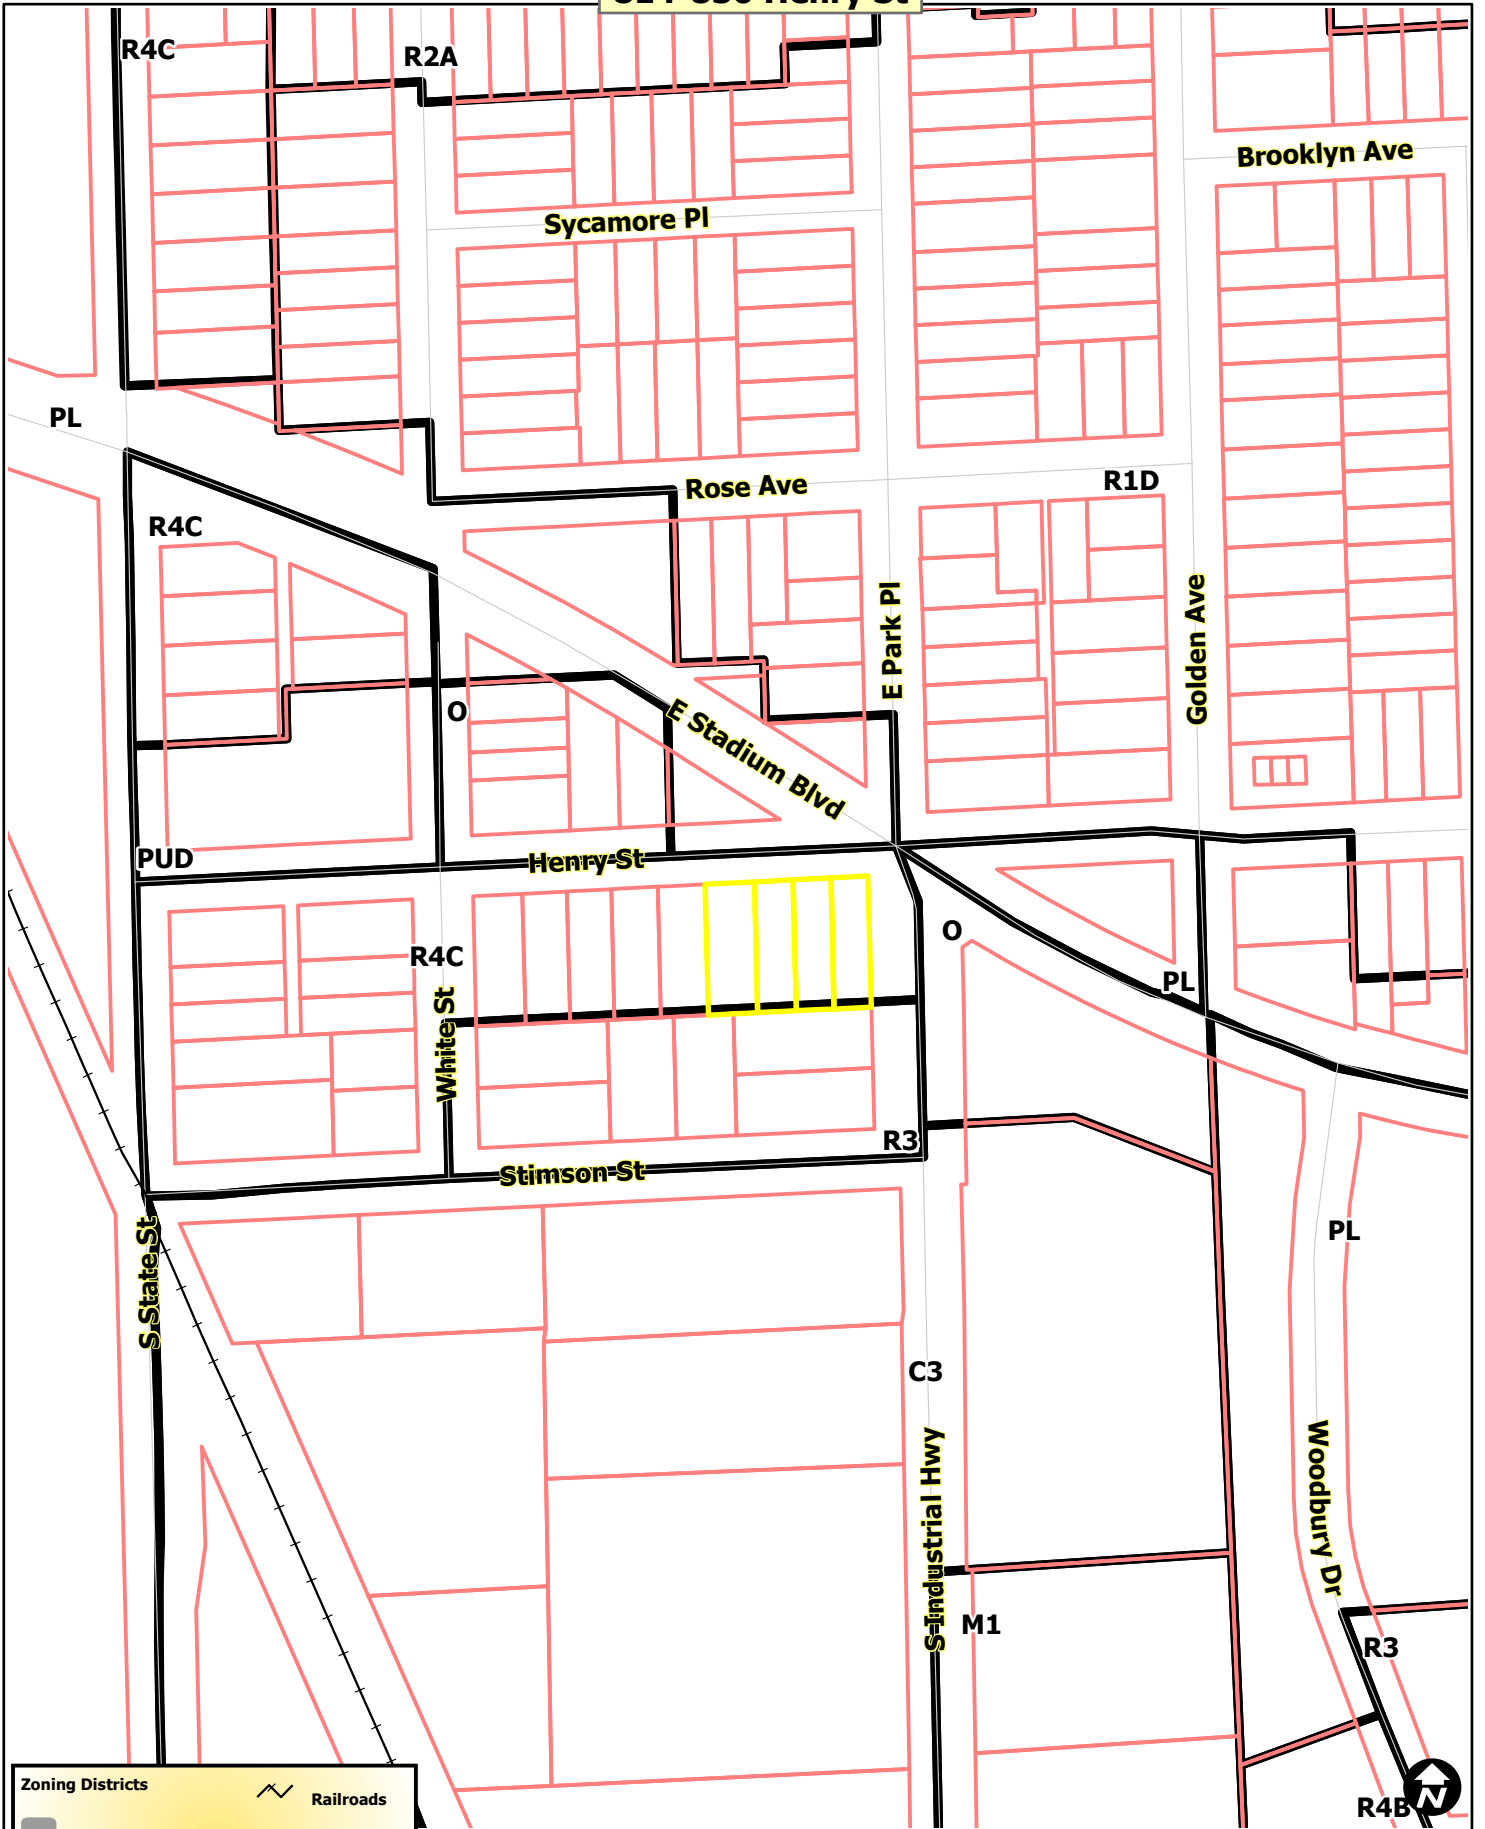 Henry St
R4C
R2A
Brooklyn Ave
Sycamore Pl
PL
R1D
Rose Ave
R4C
E Park Pl
Golden Ave
O
E Stadium Blvd
PUD
Henry St
O
R4C
PL
White St
R3
Stimson St
PL
S State St
C3
S Industrial Hwy
Woodbury Dr
M1
R3
Zoning Districts
Railroads
R4B
N